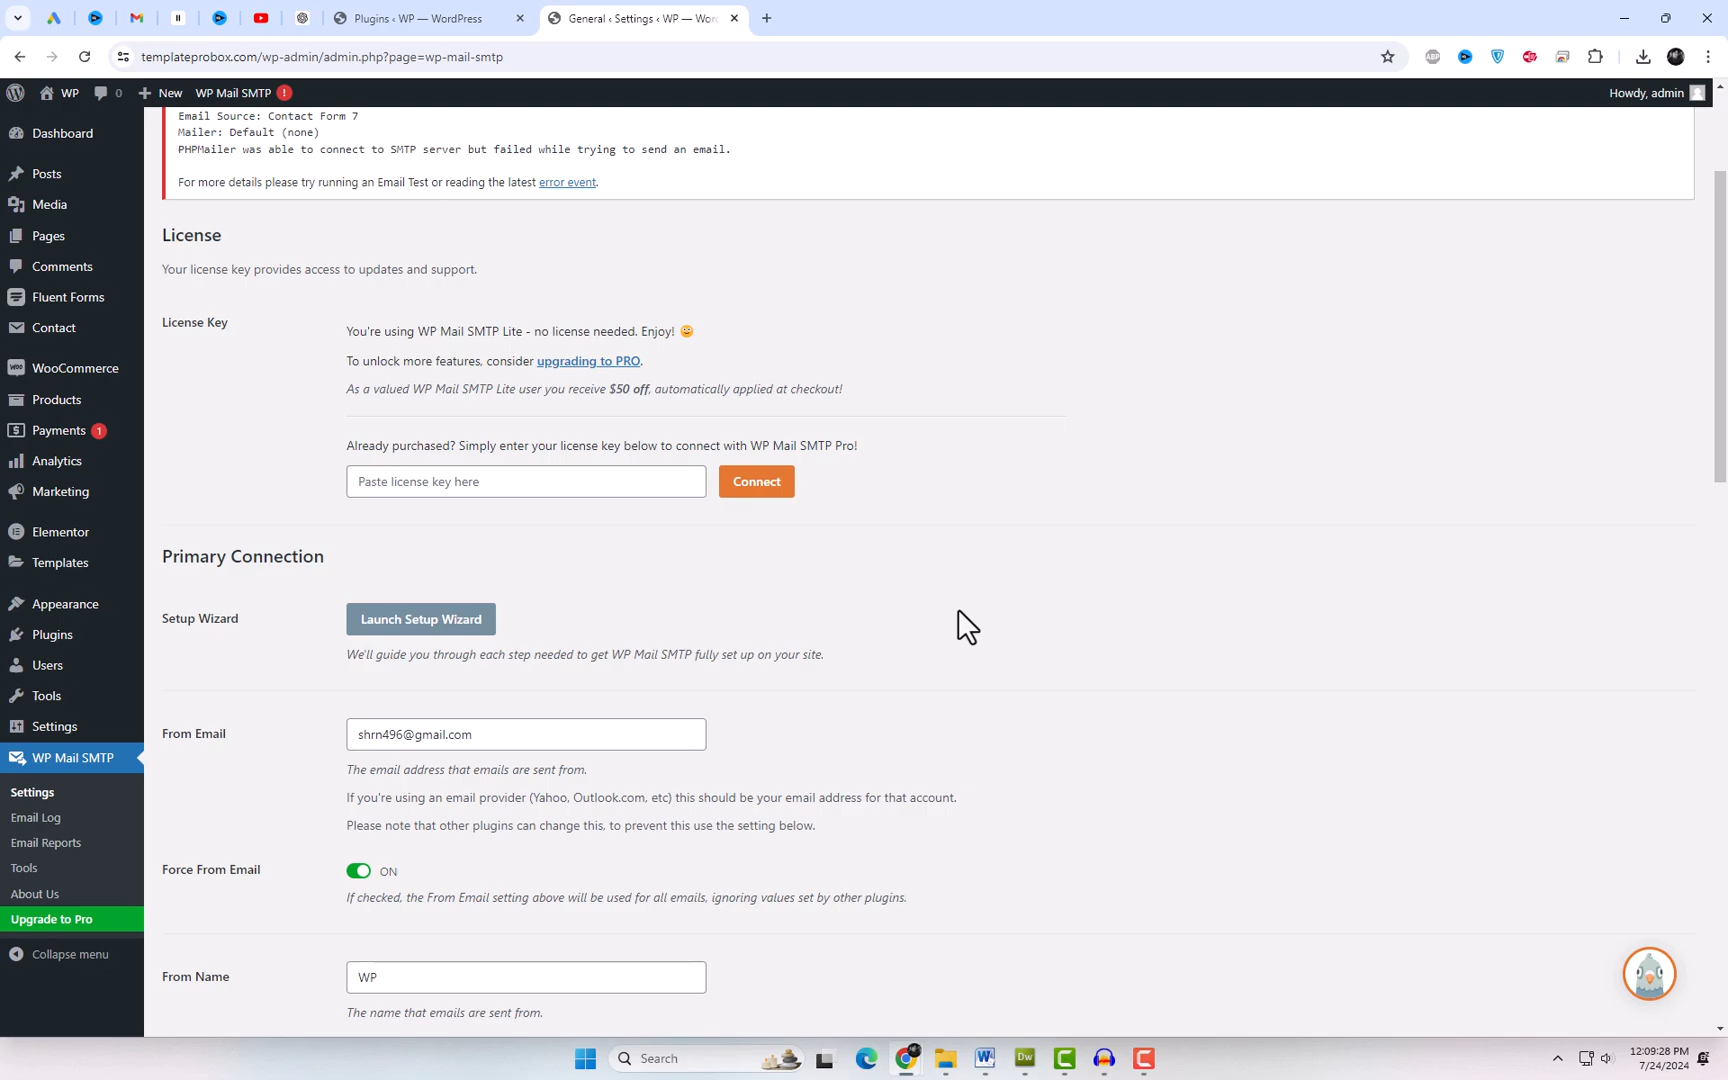 Plugins ‹ WP — WordPress
General ‹ Settings ‹ WP — Wor
templateprobox.com/wp-admin/admin.php?page=wp-mail-smtp
ABP
WP
0
New
WP Mail SMTP
!
Howdy, admin
Dashboard
Posts
Media
Pages
Comments
Fluent Forms
Contact
WooCommerce
Products
Payments 1
Analytics
Marketing
Elementor
Templates
Appearance
Plugins
Users
Tools
Settings
WP Mail SMTP
Settings
Email Log
Email Reports
Tools
About Us
Upgrade to Pro
Collapse menu
Email Source: Contact Form 7
Mailer: Default (none)
PHPMailer was able to connect to SMTP server but failed while trying to send an email.
For more details please try running an Email Test or reading the latest error event.
License
Your license key provides access to updates and support.
License Key
You're using WP Mail SMTP Lite - no license needed. Enjoy! 🙂
To unlock more features, consider upgrading to PRO.
As a valued WP Mail SMTP Lite user you receive $50 off, automatically applied at checkout!
Already purchased? Simply enter your license key below to connect with WP Mail SMTP Pro!
Paste license key here
Connect
Primary Connection
Setup Wizard
Launch Setup Wizard
We'll guide you through each step needed to get WP Mail SMTP fully set up on your site.
From Email
shrn496@gmail.com
The email address that emails are sent from.
If you're using an email provider (Yahoo, Outlook.com, etc) this should be your email address for that account.
Please note that other plugins can change this, to prevent this use the setting below.
Force From Email
ON
If checked, the From Email setting above will be used for all emails, ignoring values set by other plugins.
From Name
WP
The name that emails are sent from.
Search
Dw
12:09:28 PM
7/24/2024